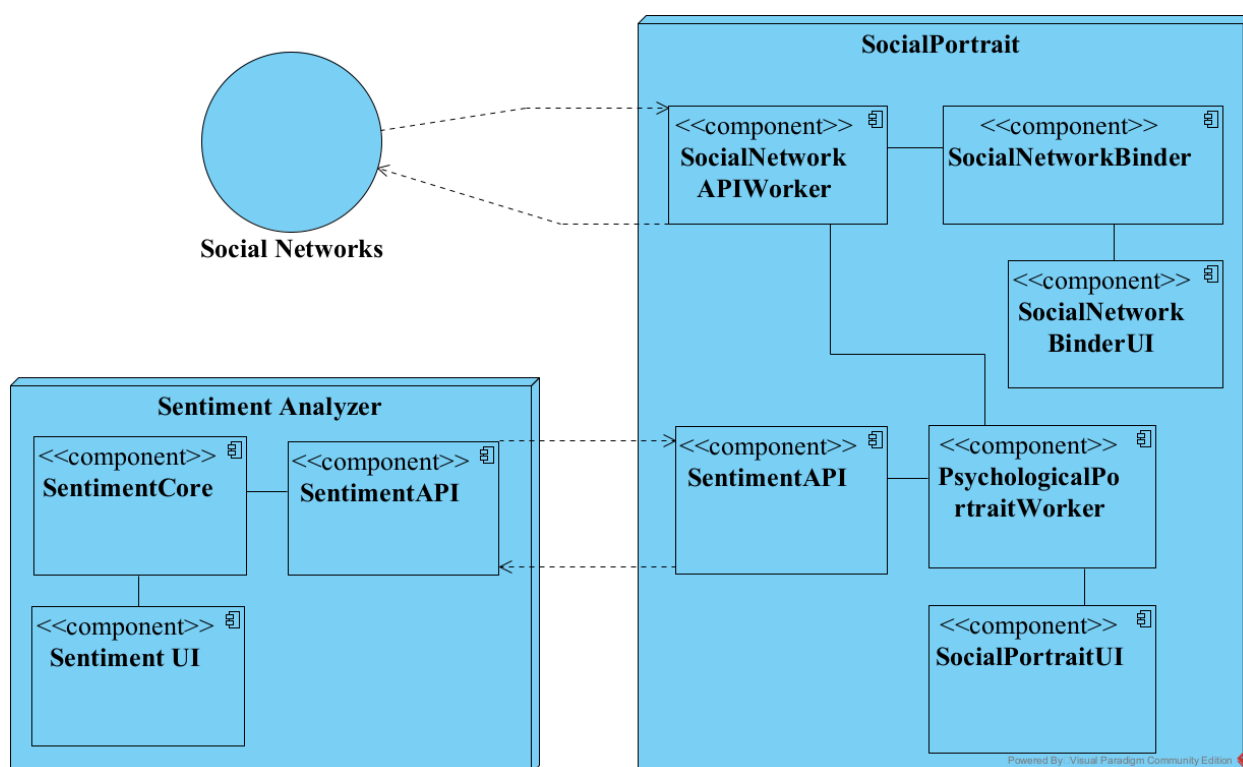 SocialPortrait
<<component>>
SocialNetwork
APIWorker
<<component>>
SocialNetworkBinder
Social Networks
<<component>>
SocialNetwork
BinderUI
Sentiment Analyzer
<<component>>
SentimentCore
<<component>>
SentimentAPI
<<component>>
SentimentAPI
<<component>>
PsychologicalPo
rtraitWorker
<<component>>
Sentiment UI
<<component>>
SocialPortraitUI
Powered By Visual Paradigm Community Edition